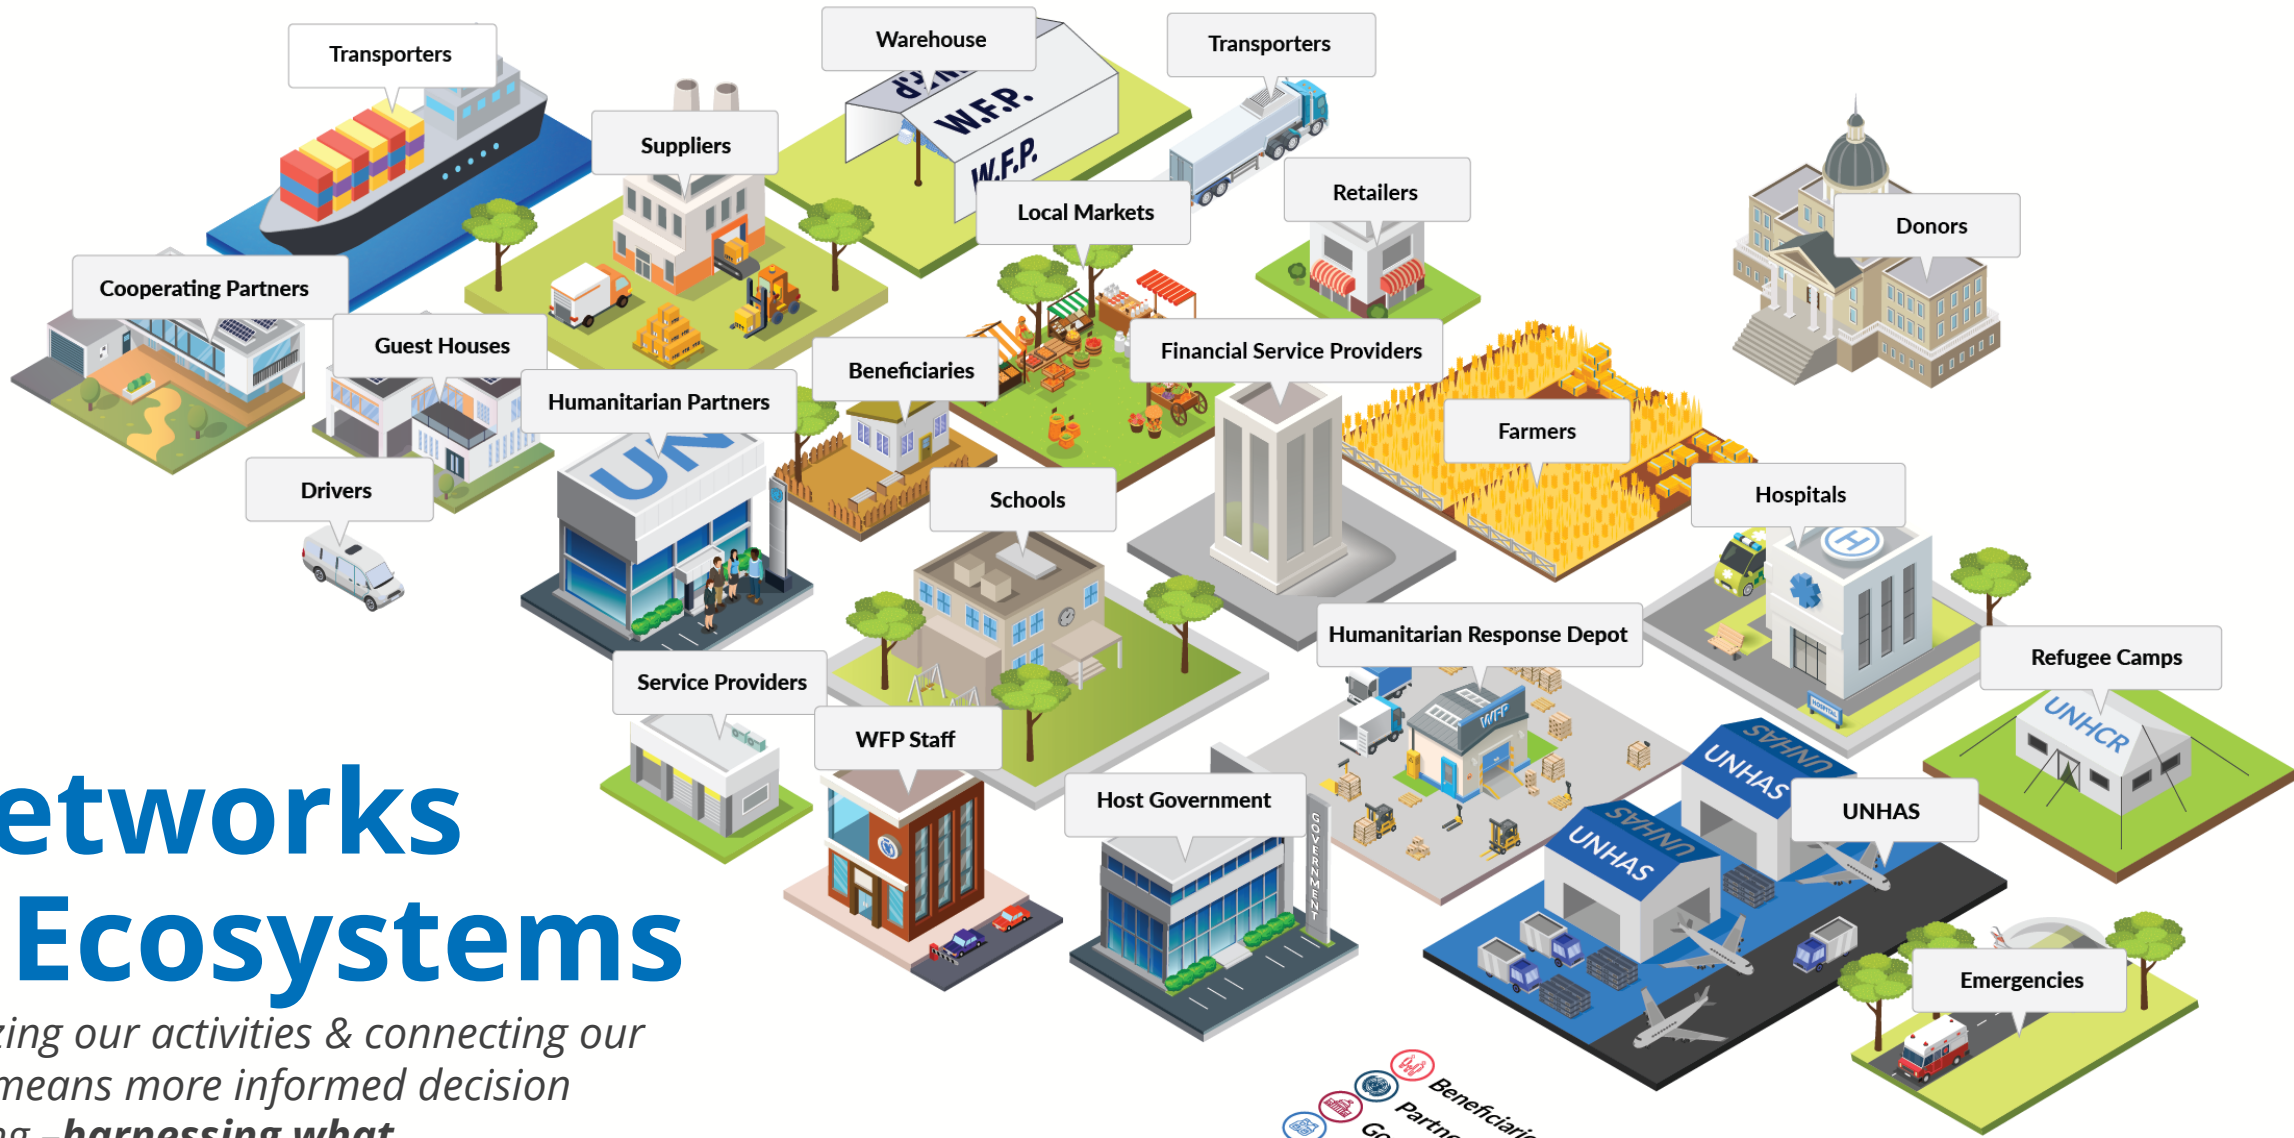 Transporters
Warehouse
Transporters
W.F.P.
W.F.P.
Suppliers
Retailers
Local Markets
Donors
Cooperating Partners
Guest Houses
Financial Service Providers
Beneficiaries
Humanitarian Partners
UN
Farmers
Drivers
Schools
Hospitals
H
HOSPITAL
Humanitarian Response Depot
WFP
Refugee Camps
UNHCR
Service Providers
WFP Staff
Host Government
GOVERNMENT
UNHAS
UNHAS
UNHAS
UNHAS
UNHAS
Emergencies
etworks
Ecosystems
zing our activities & connecting our
means more informed decision
ng –harnessing what
Beneficiarie
Partne
Go